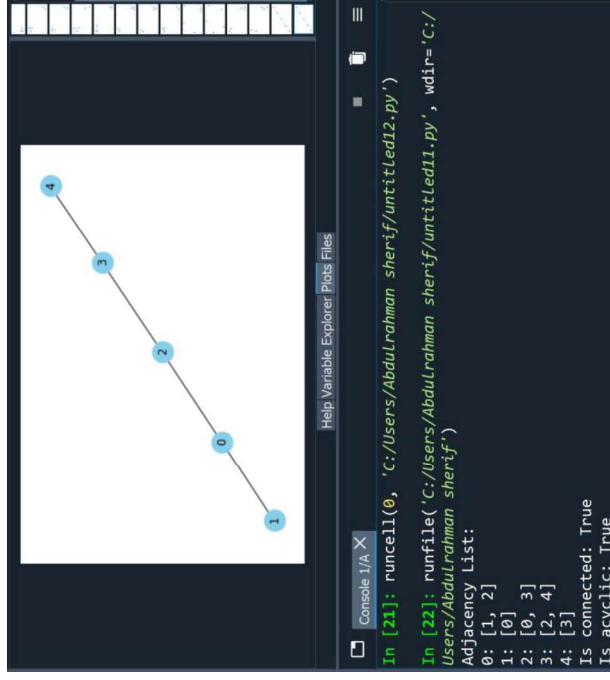 4
3
2
0
1
Help Variable Explorer Plots Files
Console 1/A X
In [21]: runcell(0, 'C:/Users/Abdulrahman sherif/untitled12.py')
In [22]: runfile('C:/Users/Abdulrahman sherif/untitled11.py', wdir='C:/
Users/Abdulrahman sherif')
Adjacency List:
0: [1, 2]
1: [0]
2: [0, 3]
3: [2, 4]
4: [3]
Is connected: True
Is acyclic: True